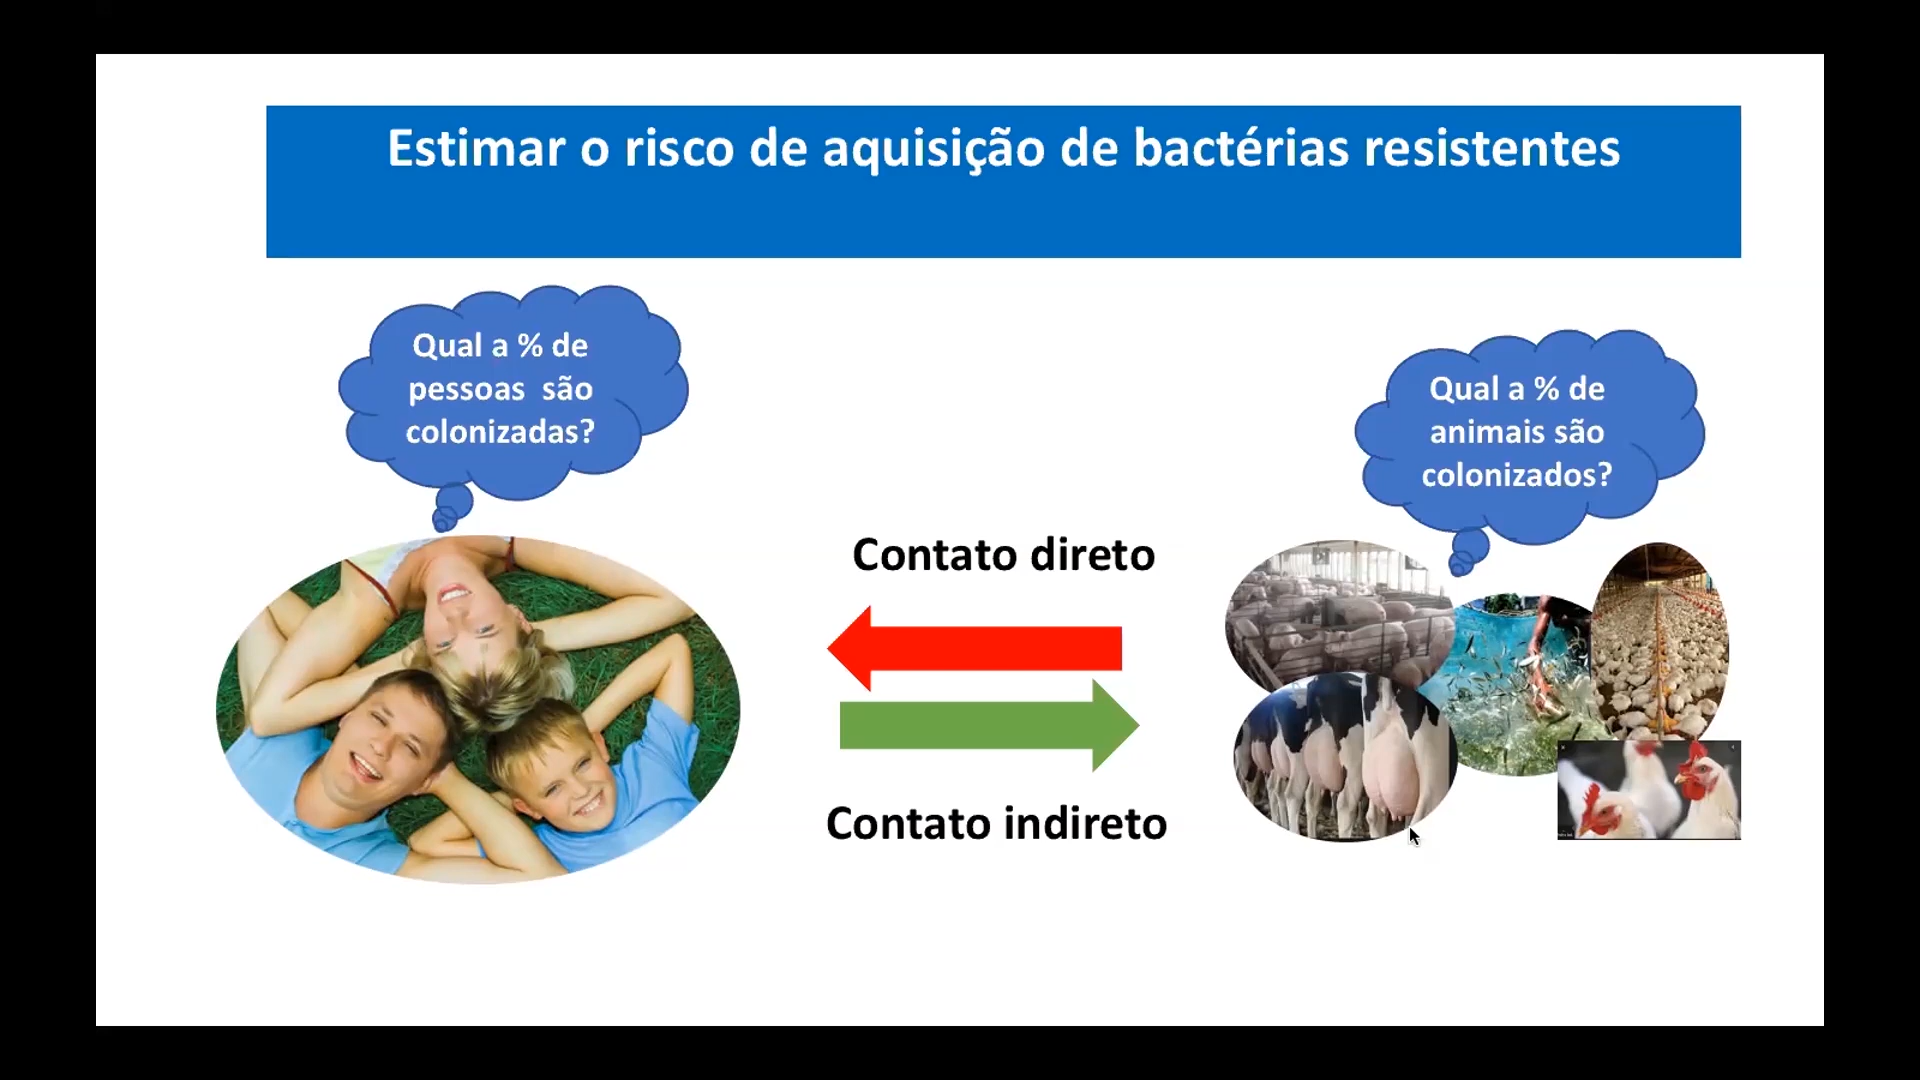 Estimar o risco de aquisição de bactérias resistentes
Qual a % de
pessoas são
colonizadas?
Qual a % de
animais são
colonizados?
Contato direto
Contato indireto